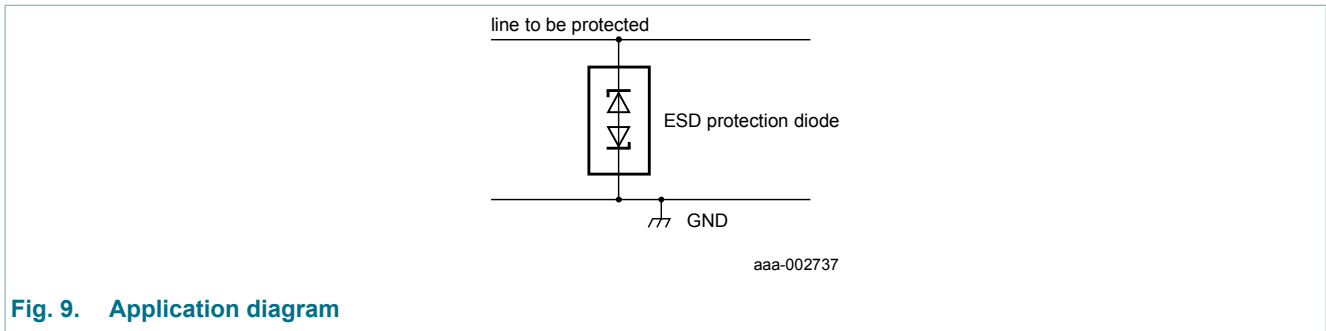 line to be protected
ESD protection diode
GND
aaa-002737
Fig. 9. Application diagram